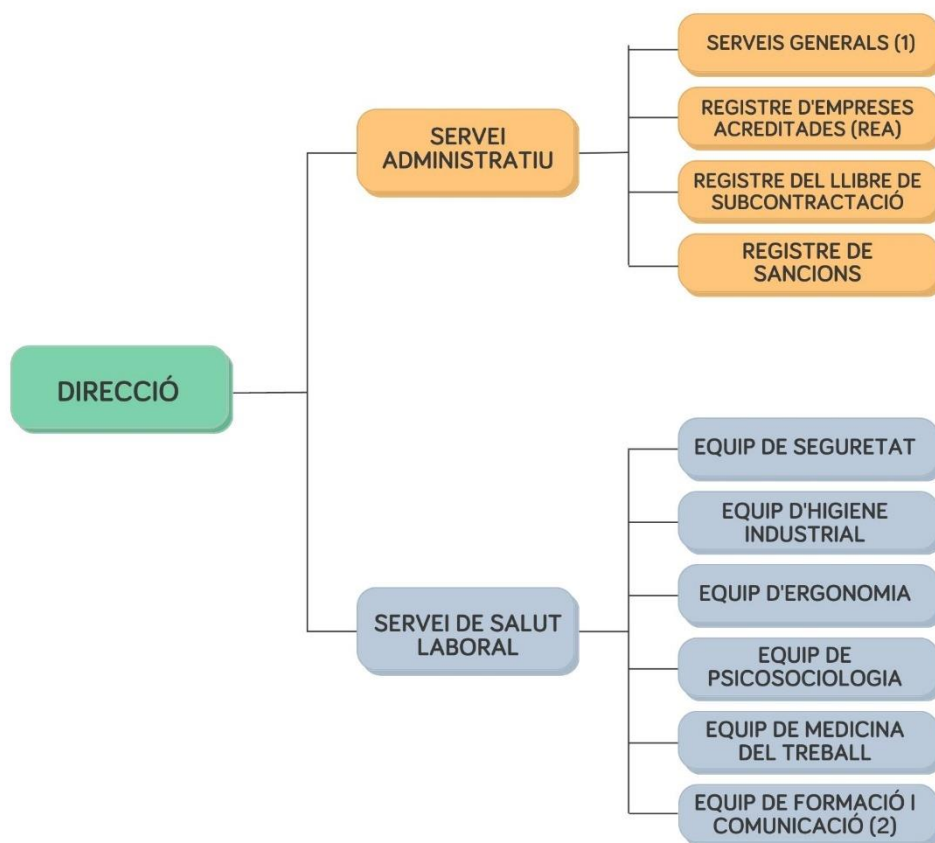 SERVEIS GENERALS (1)
REGISTRE D'EMPRESES
ACREDITADES (REA)
SERVEI
ADMINISTRATIU
REGISTRE DEL LLIBRE DE
SUBCONTRACTACIÓ
REGISTRE DE
SANCIONS
DIRECCIÓ
EQUIP DE SEGURETAT
EQUIP D'HIGIENE
INDUSTRIAL
EQUIP D'ERGONOMIA
SERVEI DE SALUT
LABORAL
EQUIP DE
PSICOSOCIOLOGIA
EQUIP DE MEDICINA
DEL TREBALL
EQUIP DE FORMACIÓ I
COMUNICACIÓ (2)